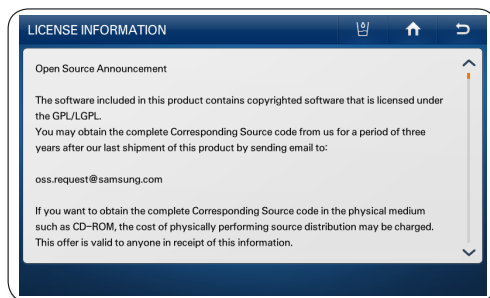 LICENSE INFORMATION
Open Source Announcement
The software included in this product contains copyrighted software that is licensed under
the GPL/LGPL.
You may obtain the complete Corresponding Source code from us for a period of three
years after our last shipment of this product by sending email to:
oss.request@samsung.com
If you want to obtain the complete Corresponding Source code in the physical medium
such as CD-ROM, the cost of physically performing source distribution may be charged.
This offer is valid to anyone in receipt of this information.